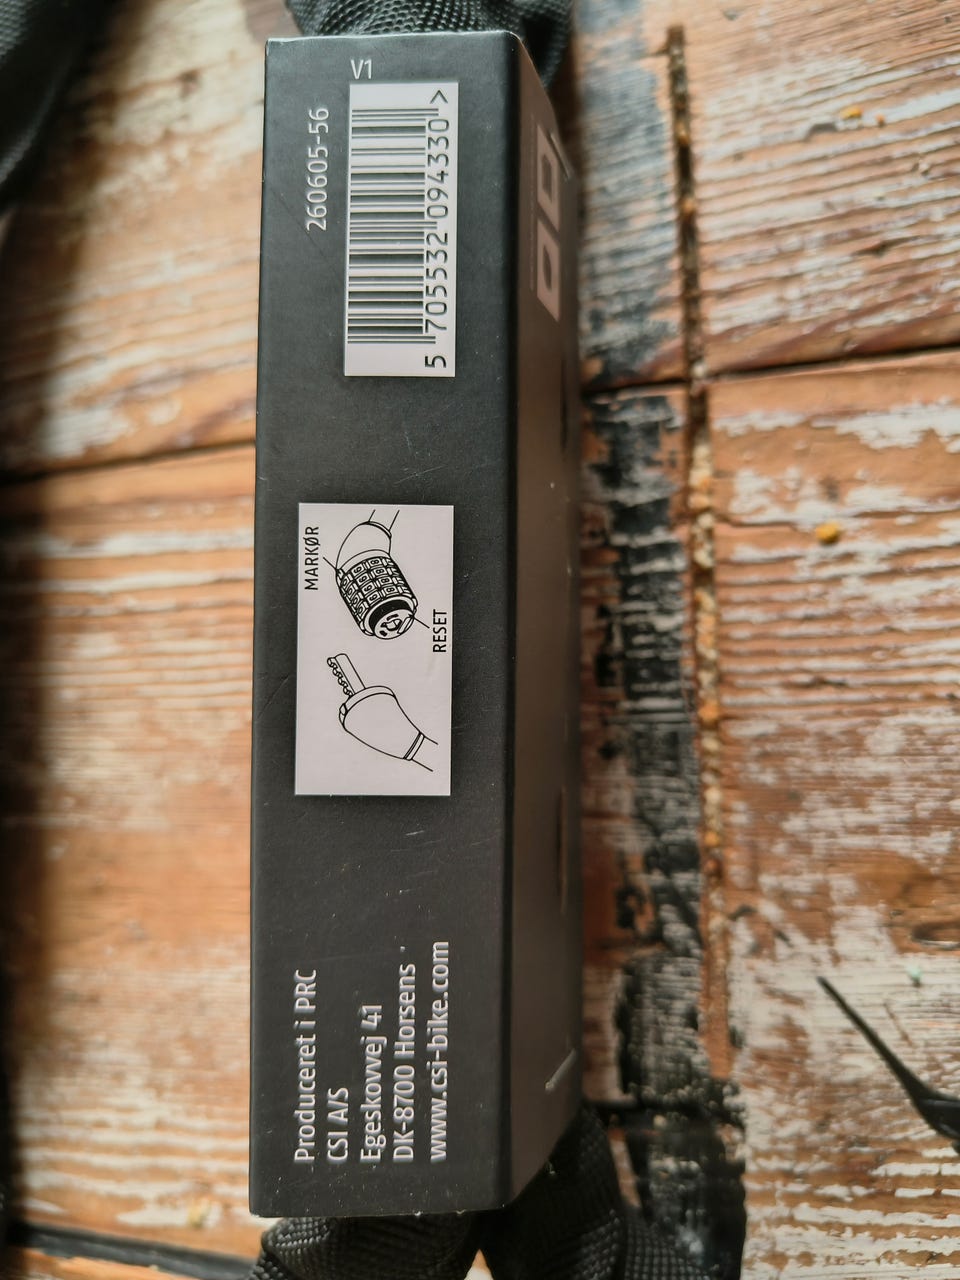 Produceret i PRC
CSI A/S
Egeskovvej 41
DK-8700 Horsens
www.csi-bike.com
MARKØR
RESET
260605-56
V1
5 705532 094330 >